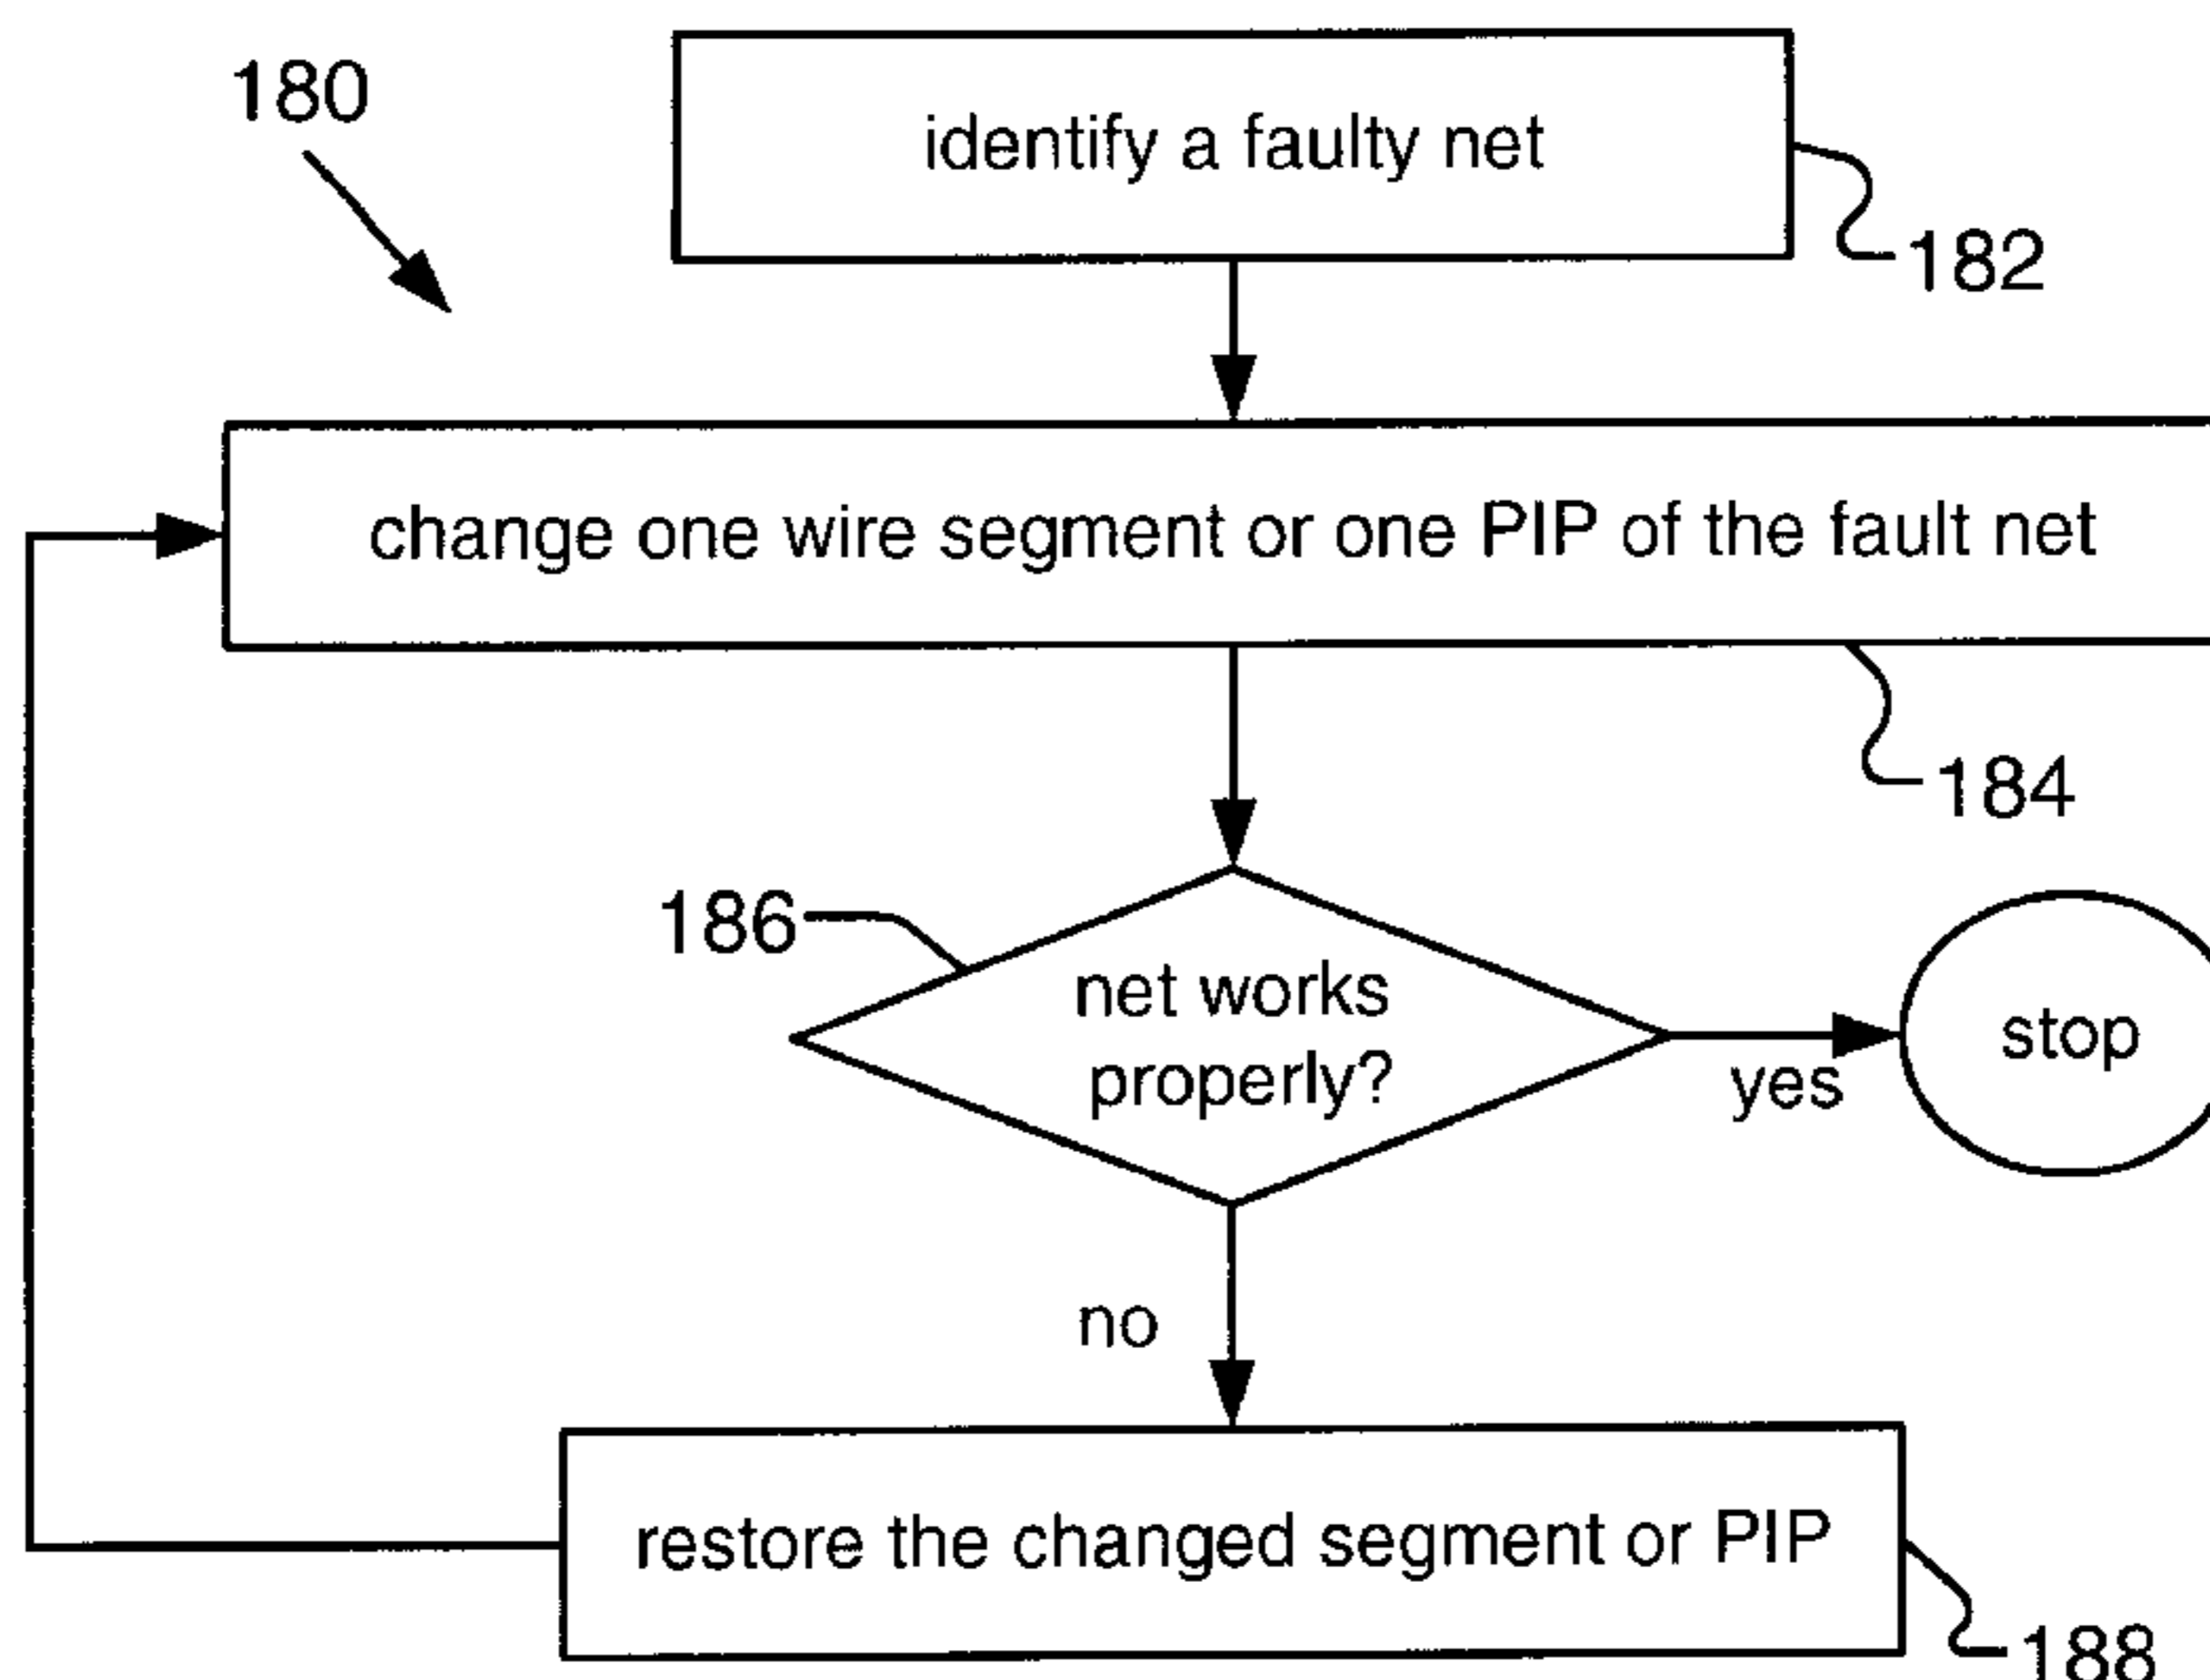 180
identify a faulty net
182
change one wire segment or one PIP of the fault net
184
186
net works
properly?
yes
stop
no
restore the changed segment or PIP
188